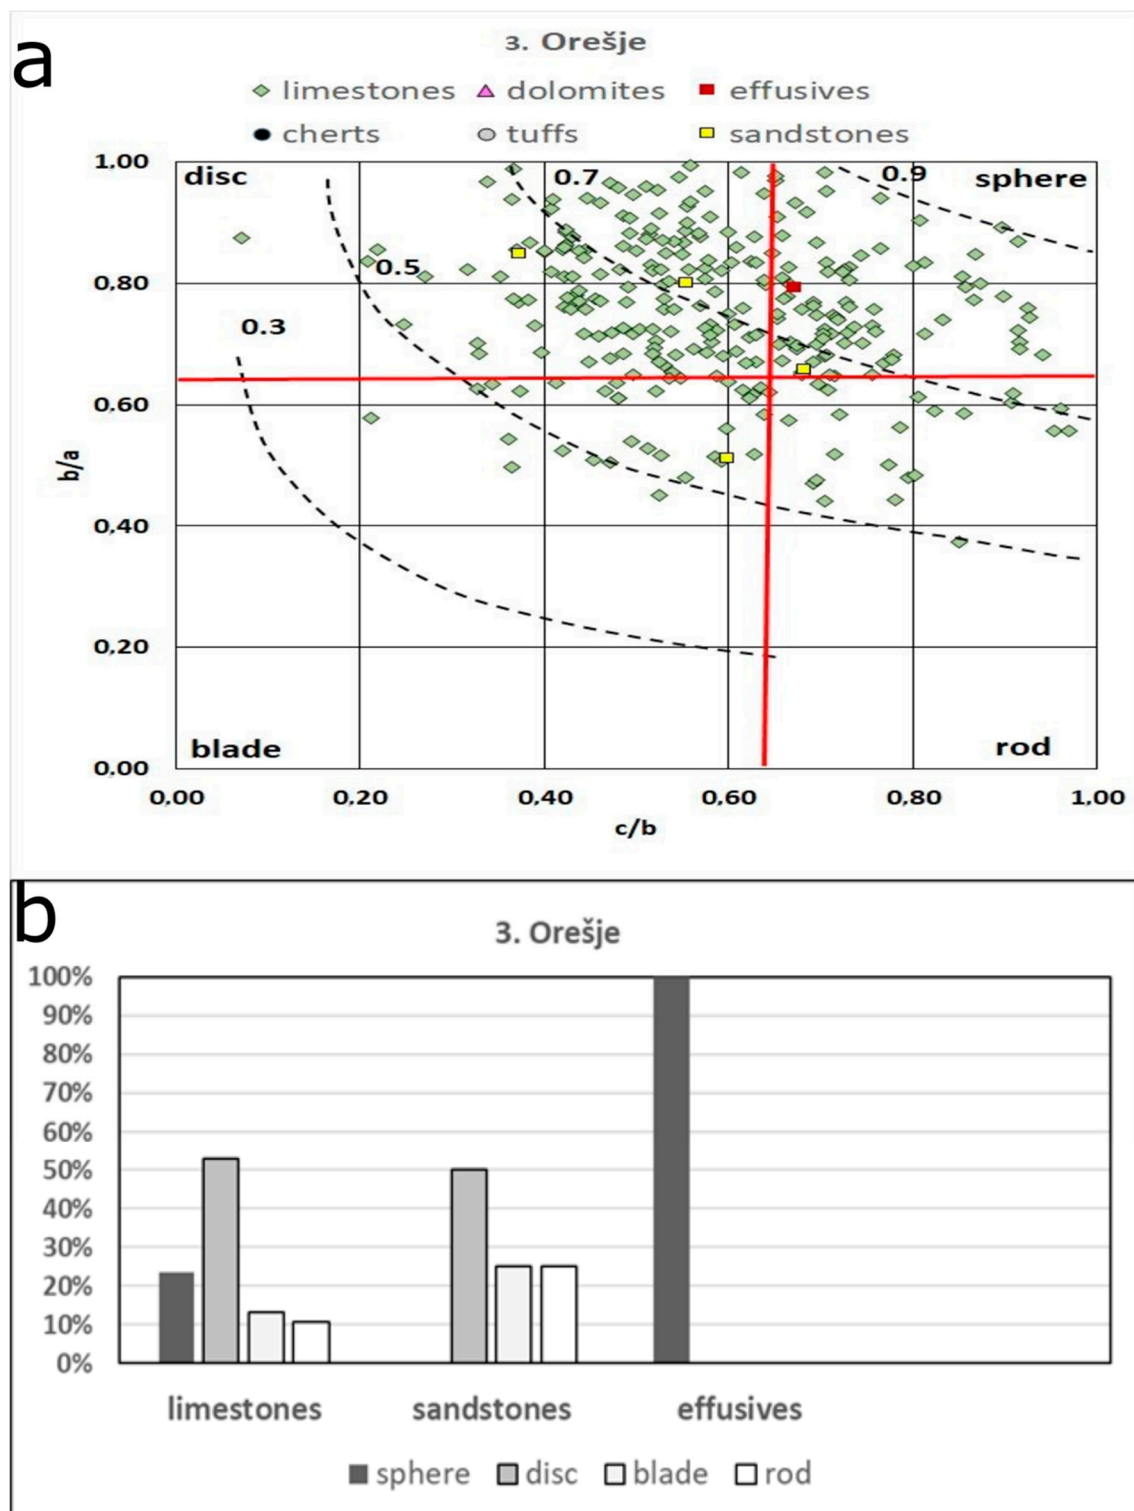 a
3. Orešje
limestones dolomites effusives
cherts tuffs sandstones
1,00
disc 0.7 0.9 sphere
0.5
0,80
0.3
0,60
b/a
0,40
0,20
blade rod
0,00
0,00 0,20 0,40 0,60 0,80 1,00
c/b
b
3. Orešje
100%
90%
80%
70%
60%
50%
40%
30%
20%
10%
0%
limestones sandstones effusives
sphere disc blade rod